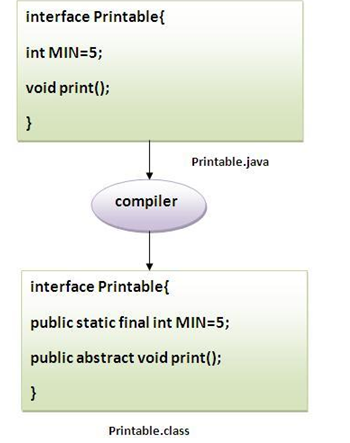 interface Printable{
int MIN=5;
void print();
}
Printable.java
compiler
interface Printable{
public static final int MIN=5;
public abstract void print();
}
Printable.class